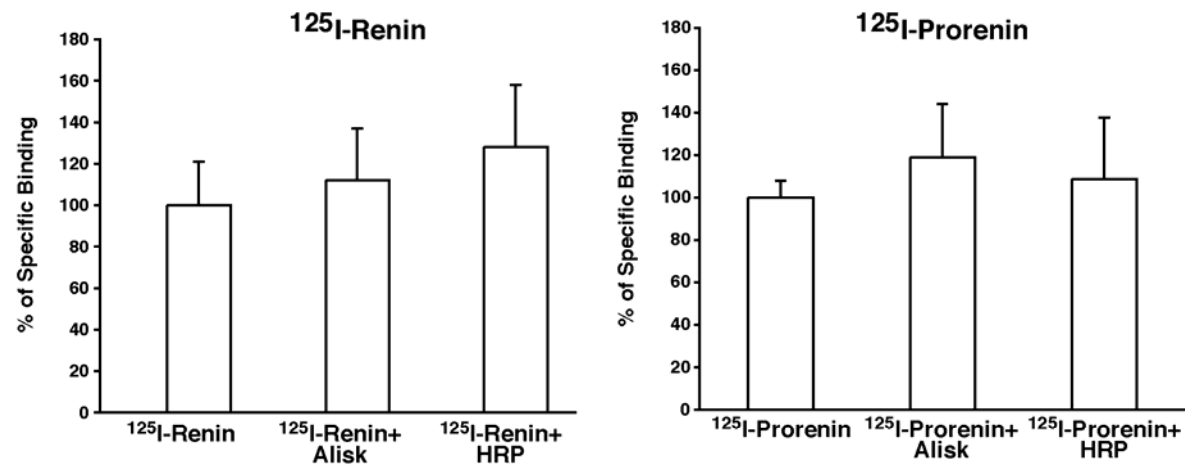 ¹²⁵I-Renin
% of Specific Binding
180
160
140
120
100
80
60
40
20
0
¹²⁵I-Renin
¹²⁵I-Renin+
Alisk
¹²⁵I-Renin+
HRP
¹²⁵I-Prorenin
% of Specific Binding
180
160
140
120
100
80
60
40
20
0
¹²⁵I-Prorenin
¹²⁵I-Prorenin+
Alisk
¹²⁵I-Prorenin+
HRP